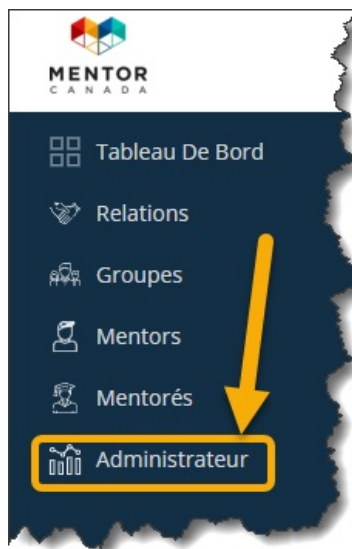 MENTOR
CANADA
Tableau De Bord
Relations
Groupes
Mentors
Mentorés
Administrateur